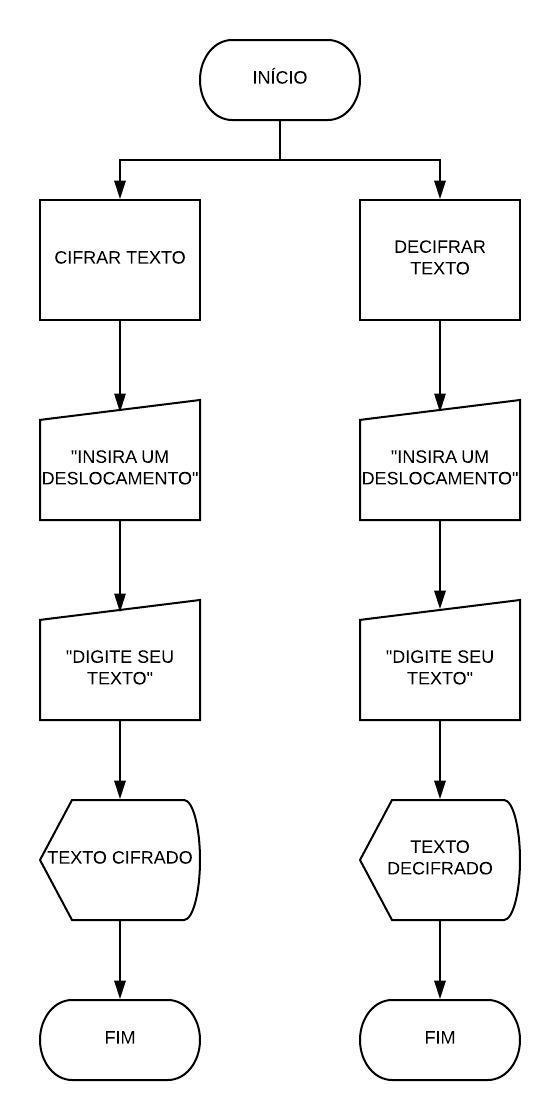 INÍCIO
CIFRAR TEXTO
DECIFRAR
TEXTO
"INSIRA UM
DESLOCAMENTO"
"INSIRA UM
DESLOCAMENTO"
"DIGITE SEU
TEXTO"
"DIGITE SEU
TEXTO"
TEXTO CIFRADO
TEXTO
DECIFRADO
FIM
FIM